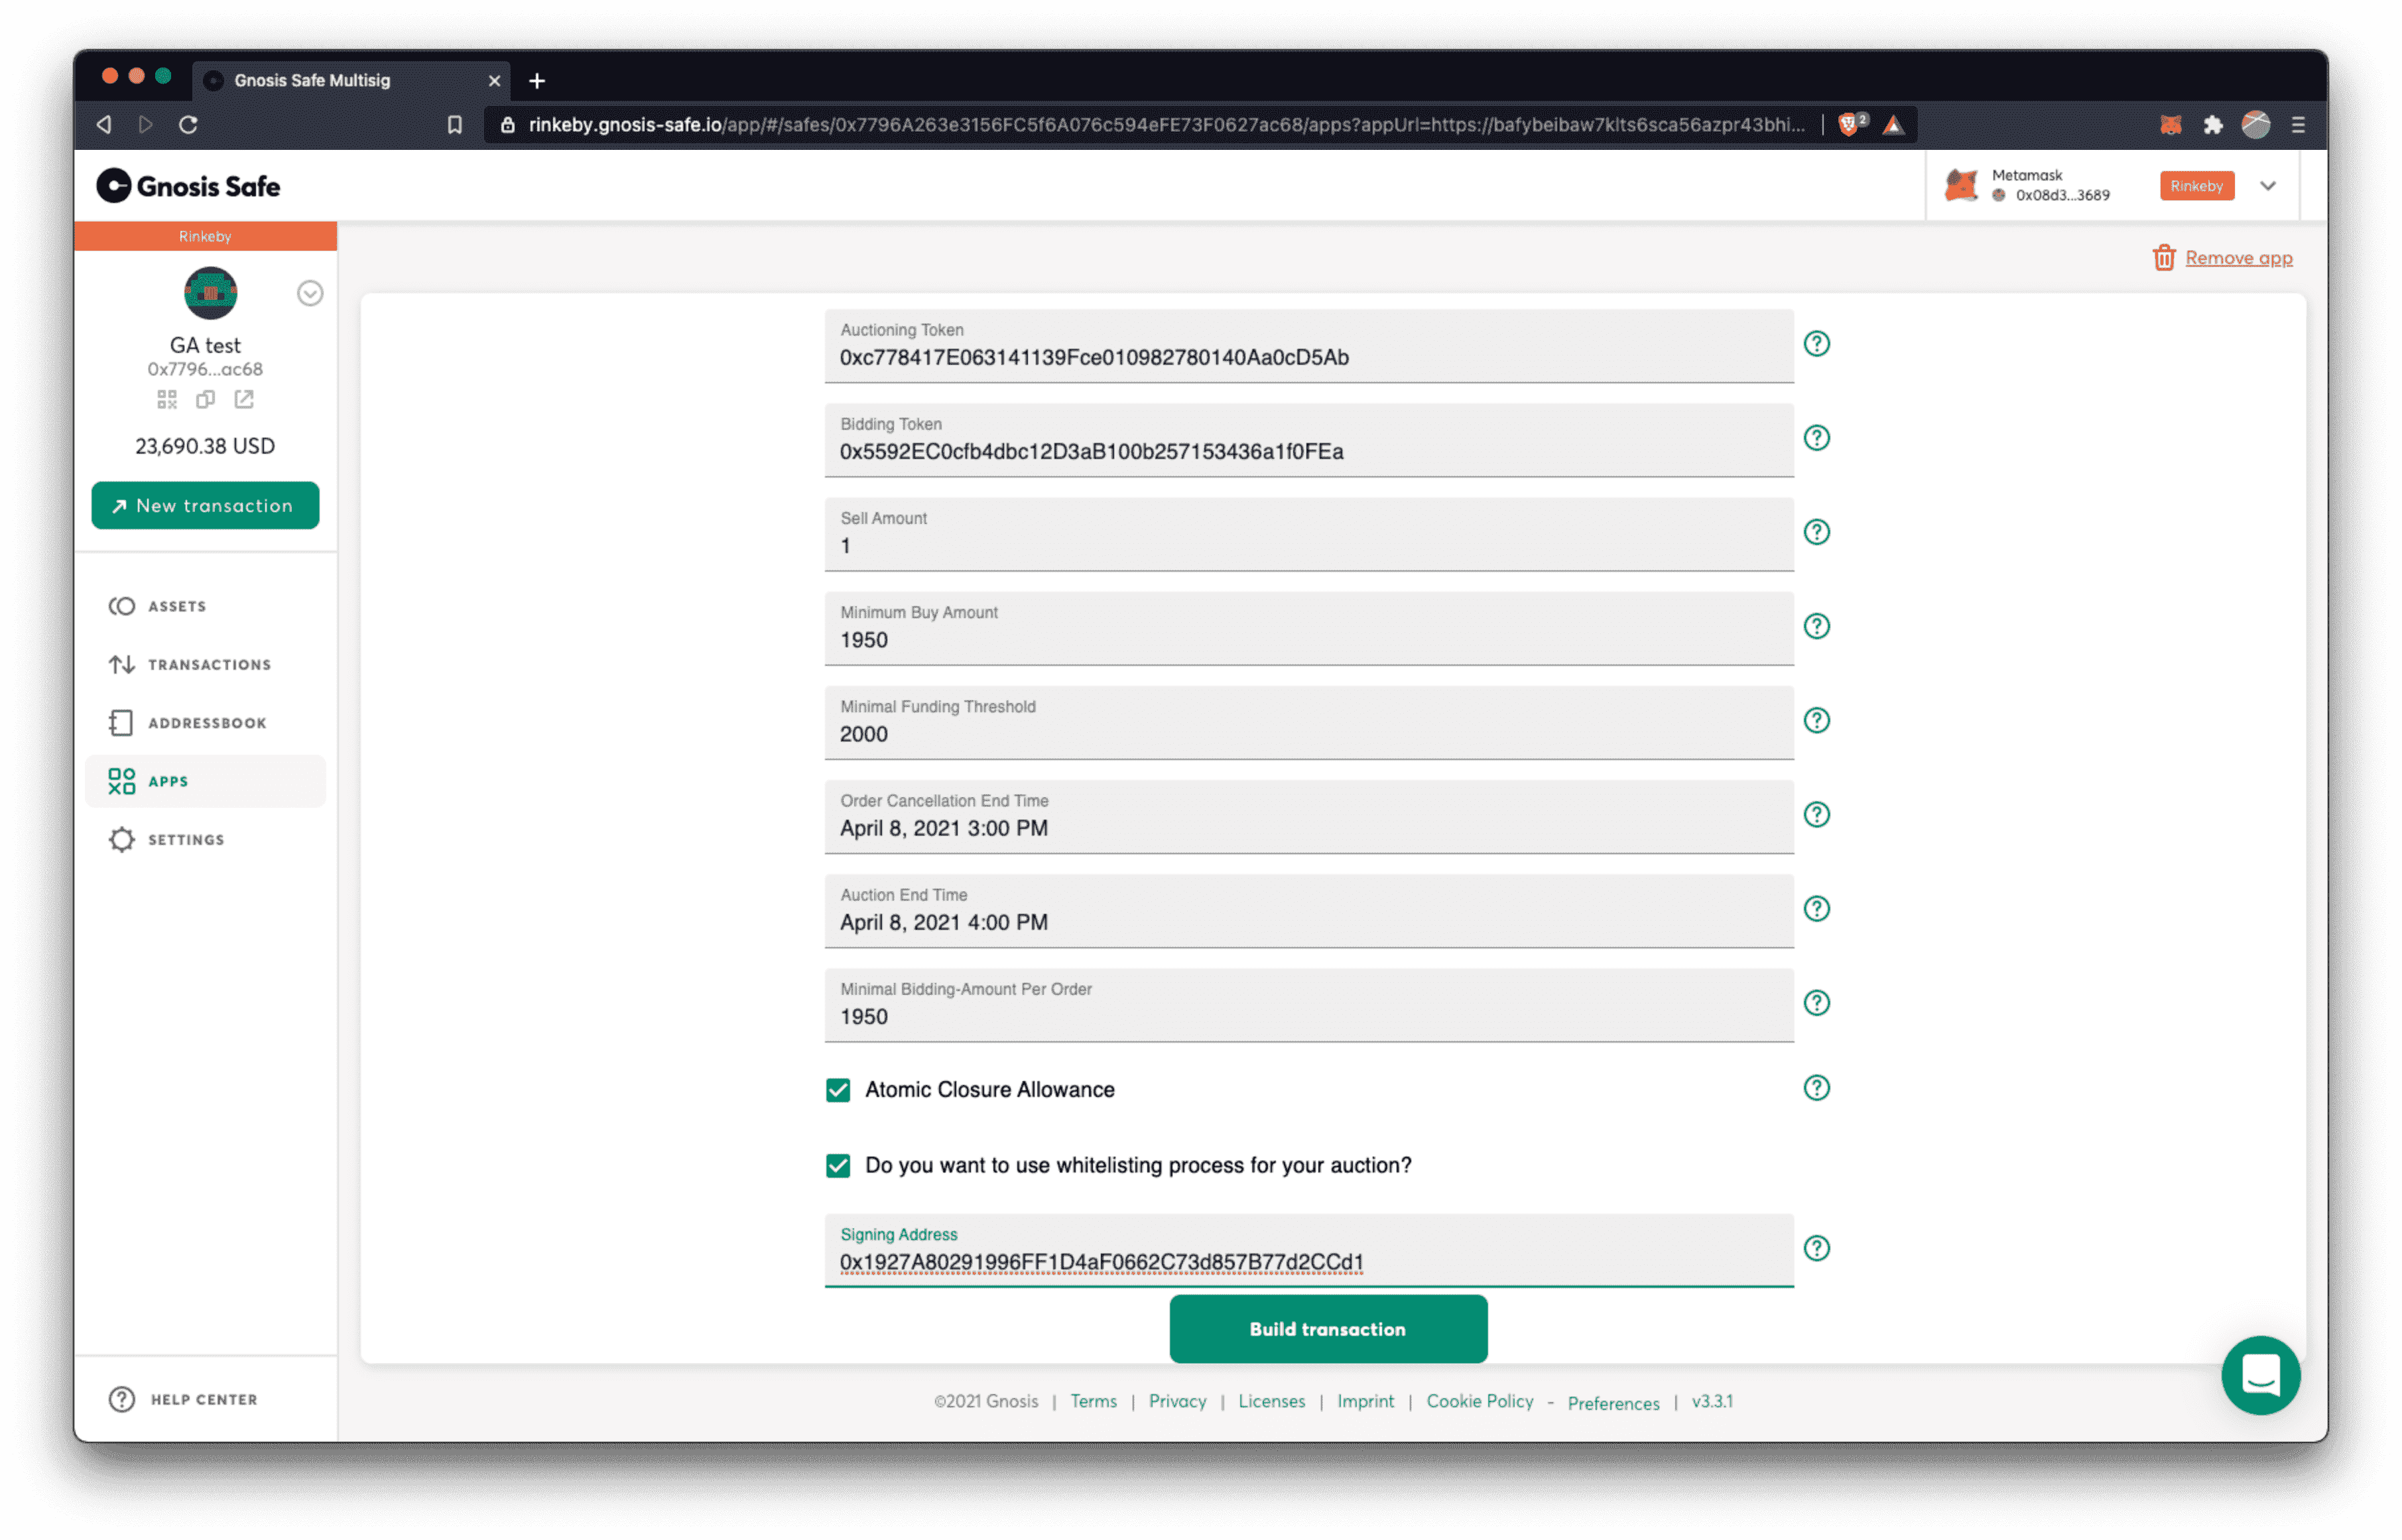 Gnosis Safe Multisig
rinkeby.gnosis-safe.io/app/#/safes/0x7796A263e3156FC5f6A076c594eFE73F0627ac68/apps?appUrl=https://bafybeibaw7klts6sca56azpr43bhi...
2
Gnosis Safe
Metamask
0x08d3...3689
Rinkeby
Rinkeby
Remove app
GA test
0x7796...ac68
23,690.38 USD
New transaction
ASSETS
TRANSACTIONS
ADDRESSBOOK
APPS
SETTINGS
HELP CENTER
Auctioning Token
0xc778417E063141139Fce010982780140Aa0cD5Ab
Bidding Token
0x5592EC0cfb4dbc12D3aB100b257153436a1f0FEa
Sell Amount
1
Minimum Buy Amount
1950
Minimal Funding Threshold
2000
Order Cancellation End Time
April 8, 2021 3:00 PM
Auction End Time
April 8, 2021 4:00 PM
Minimal Bidding-Amount Per Order
1950
Atomic Closure Allowance
Do you want to use whitelisting process for your auction?
Signing Address
0x1927A80291996FF1D4aF0662C73d857B77d2CCd1
Build transaction
©2021 Gnosis | Terms | Privacy | Licenses | Imprint | Cookie Policy - Preferences | v3.3.1